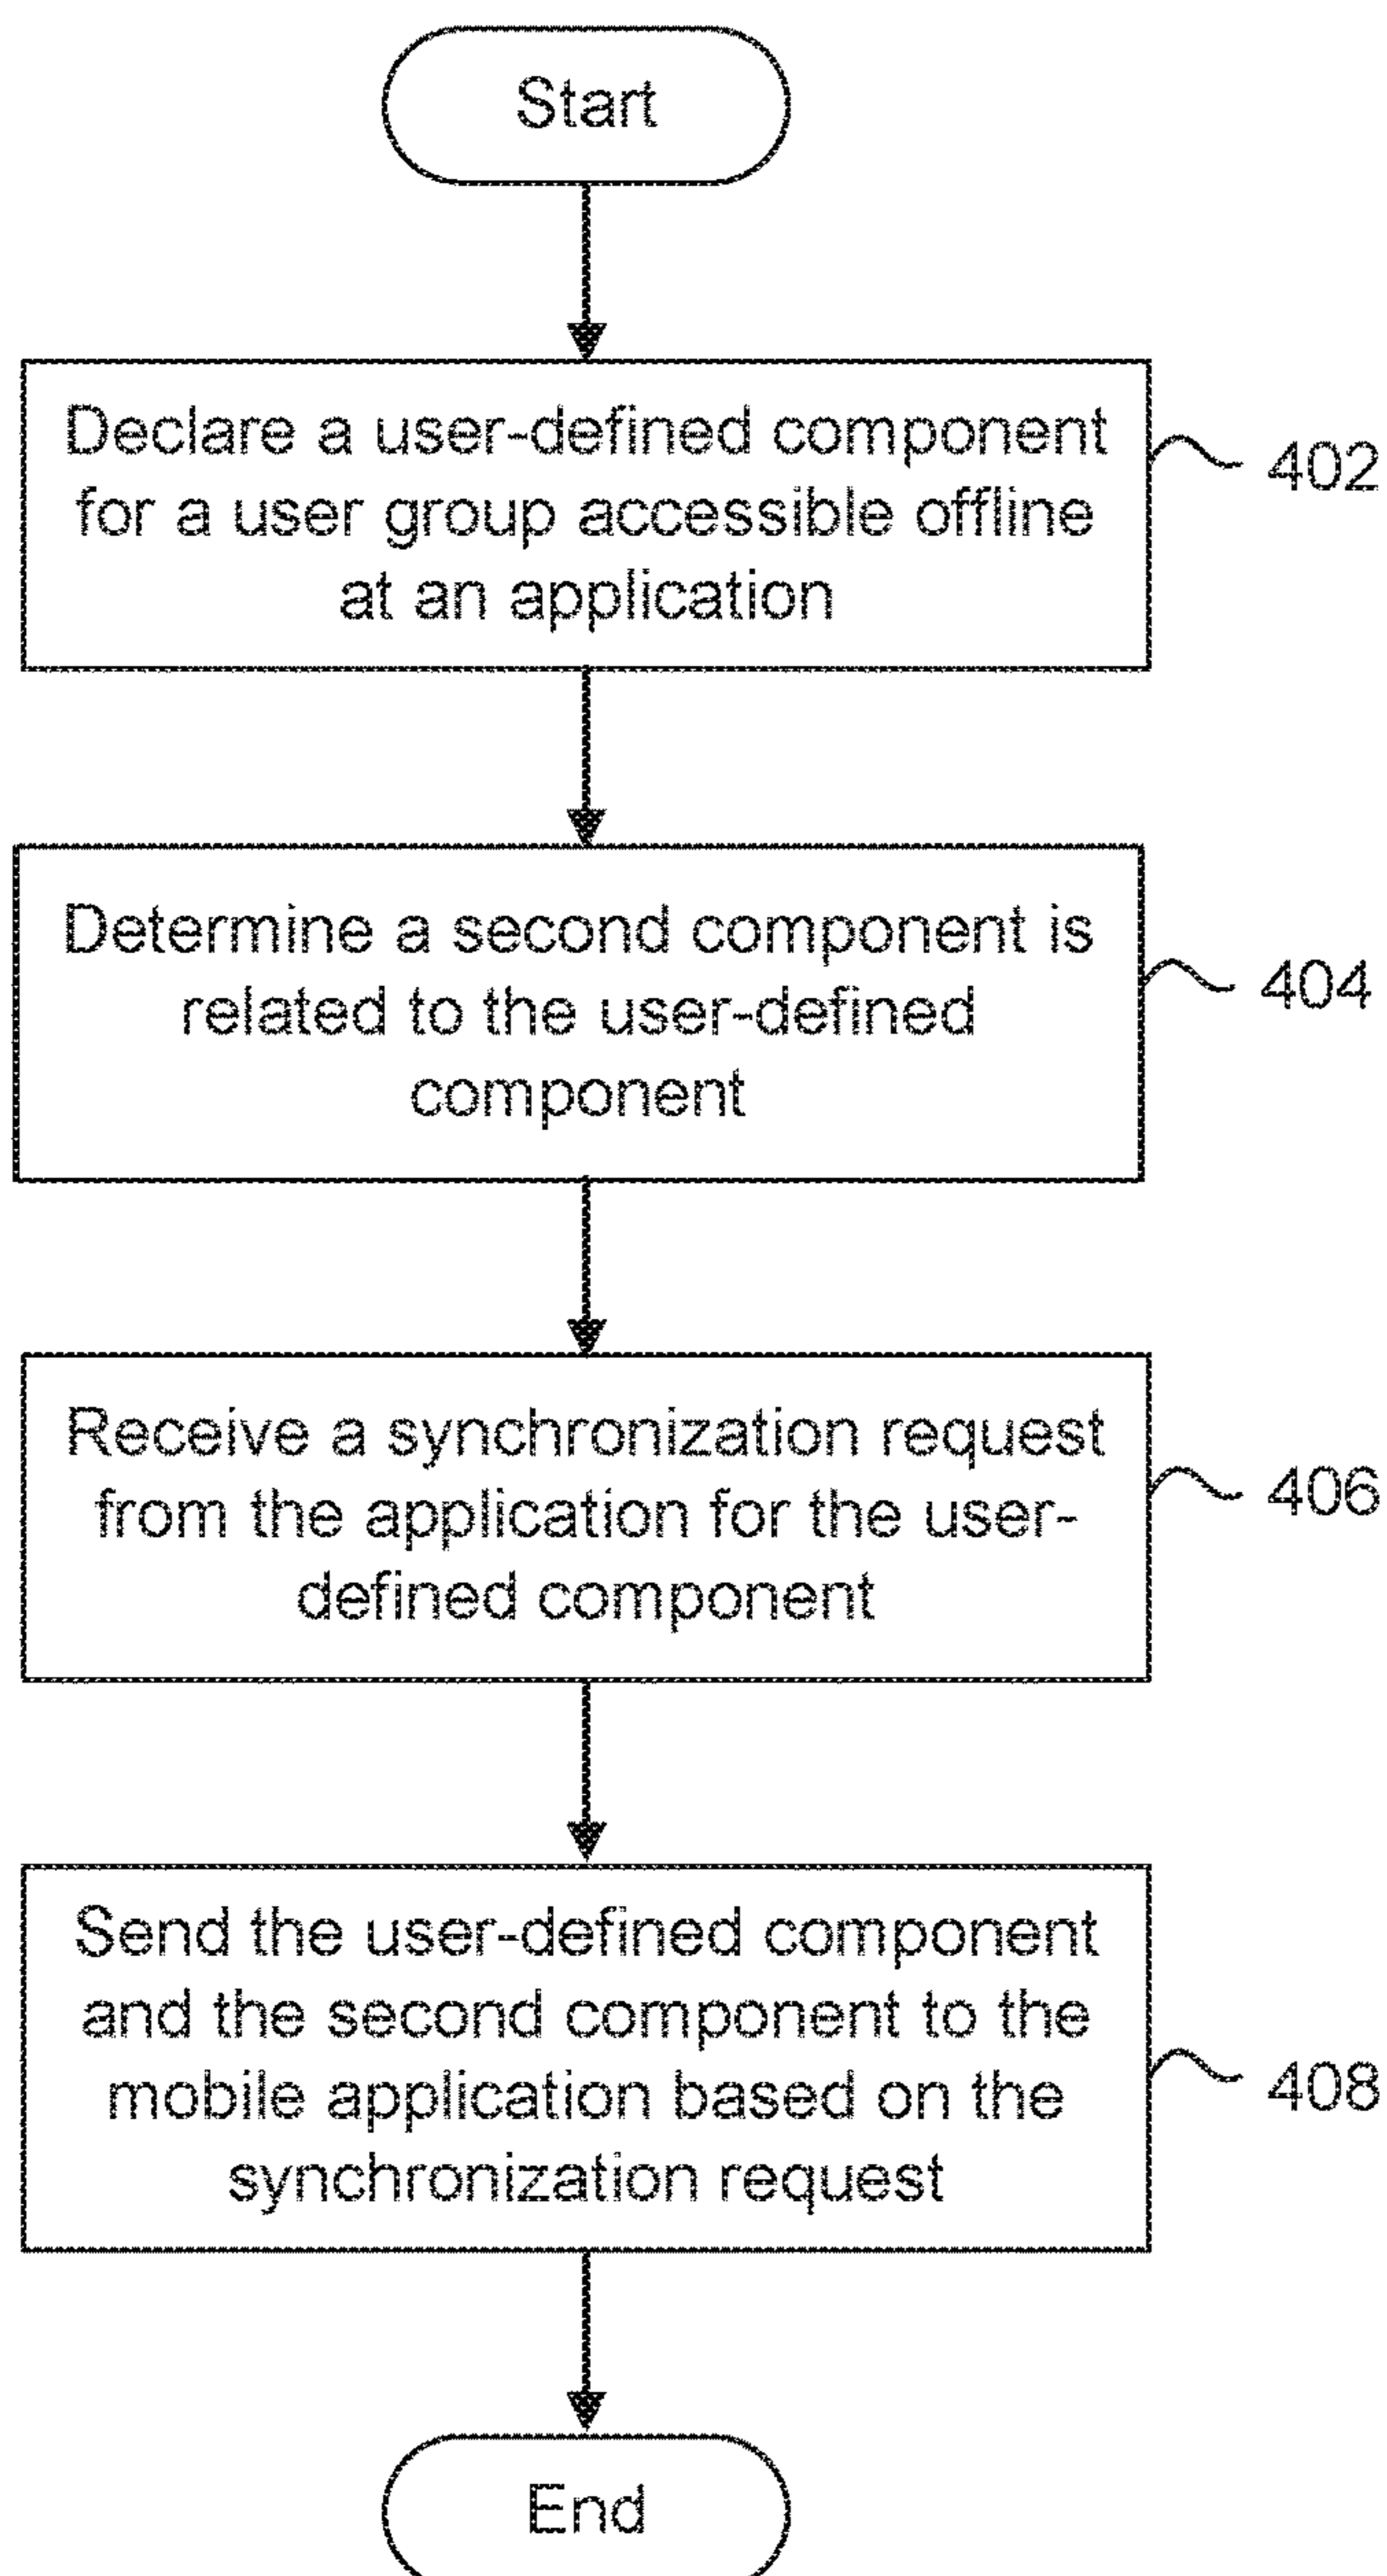 Start
Declare a user-defined component
for a user group accessible offline
at an application
402
Determine a second component is
related to the user-defined
component
404
Receive a synchronization request
from the application for the user-
defined component
406
Send the user-defined component
and the second component to the
mobile application based on the
synchronization request
408
End